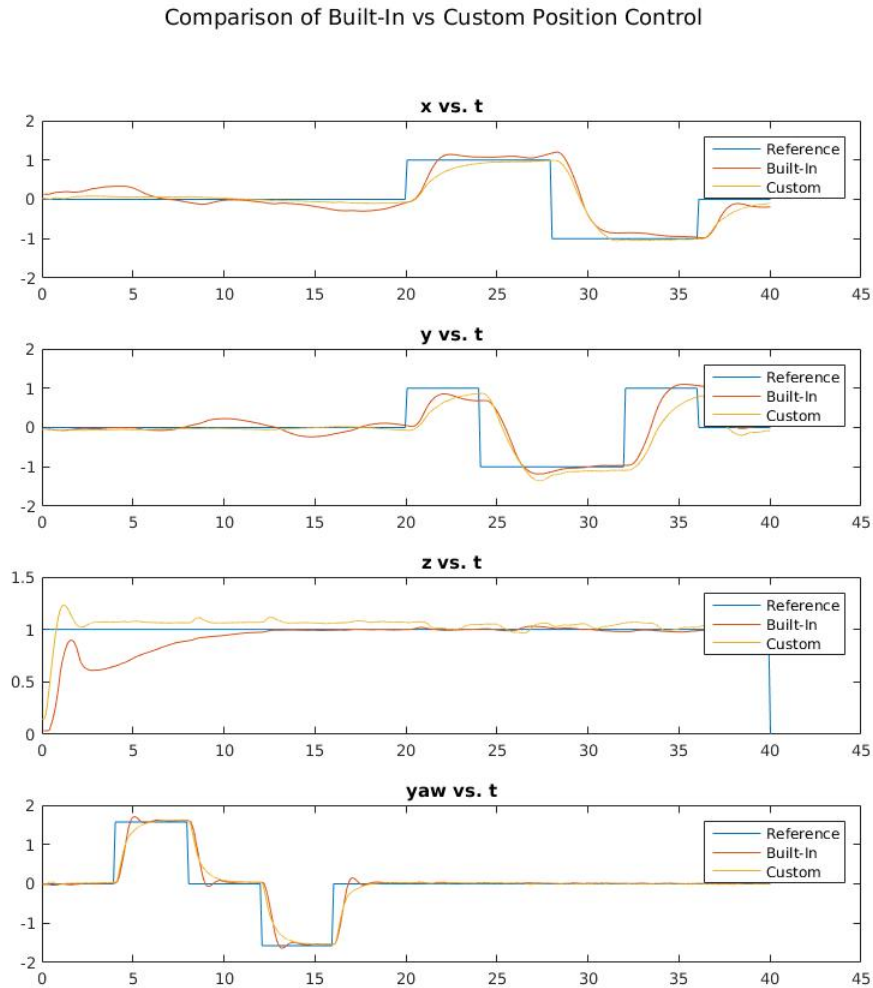 Comparison of Built-In vs Custom Position Control
x vs. t
2
1
0
-1
-2
Reference
Built-In
Custom
0 5 10 15 20 25 30 35 40 45
y vs. t
2
1
0
-1
-2
Reference
Built-In
Custom
0 5 10 15 20 25 30 35 40 45
z vs. t
1.5
1
0.5
0
Reference
Built-In
Custom
0 5 10 15 20 25 30 35 40 45
yaw vs. t
2
1
0
-1
-2
Reference
Built-In
Custom
0 5 10 15 20 25 30 35 40 45